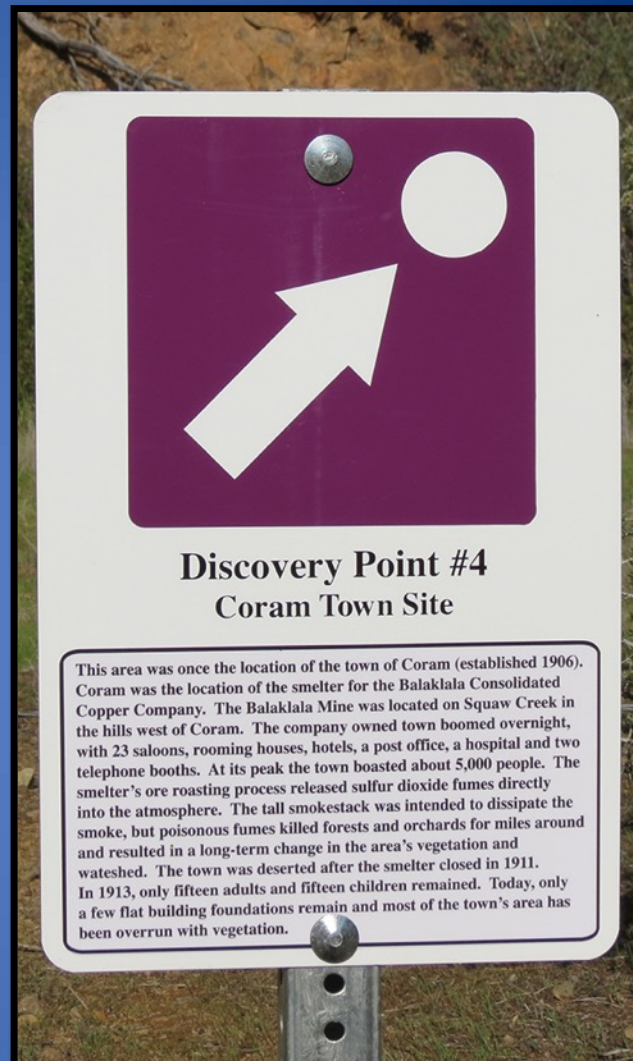 Discovery Point #4
Coram Town Site
This area was once the location of the town of Coram (established 1906).
Coram was the location of the smelter for the Balaklala Consolidated
Copper Company. The Balaklala Mine was located on Squaw Creek in
the hills west of Coram. The company owned town boomed overnight,
with 23 saloons, rooming houses, hotels, a post office, a hospital and two
telephone booths. At its peak the town boasted about 5,000 people. The
smelter's ore roasting process released sulfur dioxide fumes directly
into the atmosphere. The tall smokestack was intended to dissipate the
smoke, but poisonous fumes killed forests and orchards for miles around
and resulted in a long-term change in the area's vegetation and
wateshed. The town was deserted after the smelter closed in 1911.
In 1913, only fifteen adults and fifteen children remained. Today, only
a few flat building foundations remain and most of the town's area has
been overrun with vegetation.